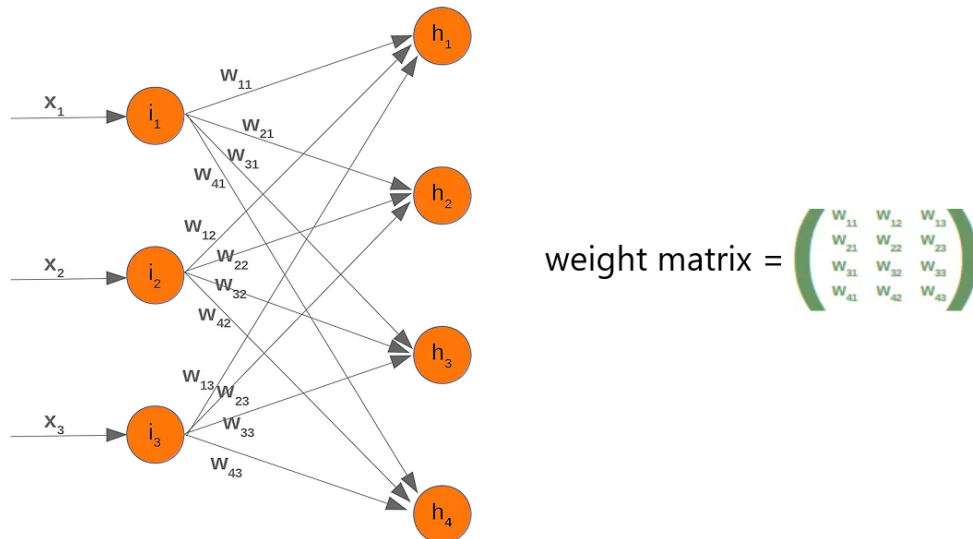 h₁
w₁₁
x₁
i₁
w₂₁
w₃₁
w₄₁
h₂
w₁₂
w₂₂
x₂
i₂
w₃₂
w₄₂
h₃
w₁₃
w₂₃
x₃
i₃
w₃₃
w₄₃
h₄
weight matrix =
w₁₁ w₁₂ w₁₃
w₂₁ w₂₂ w₂₃
w₃₁ w₃₂ w₃₃
w₄₁ w₄₂ w₄₃